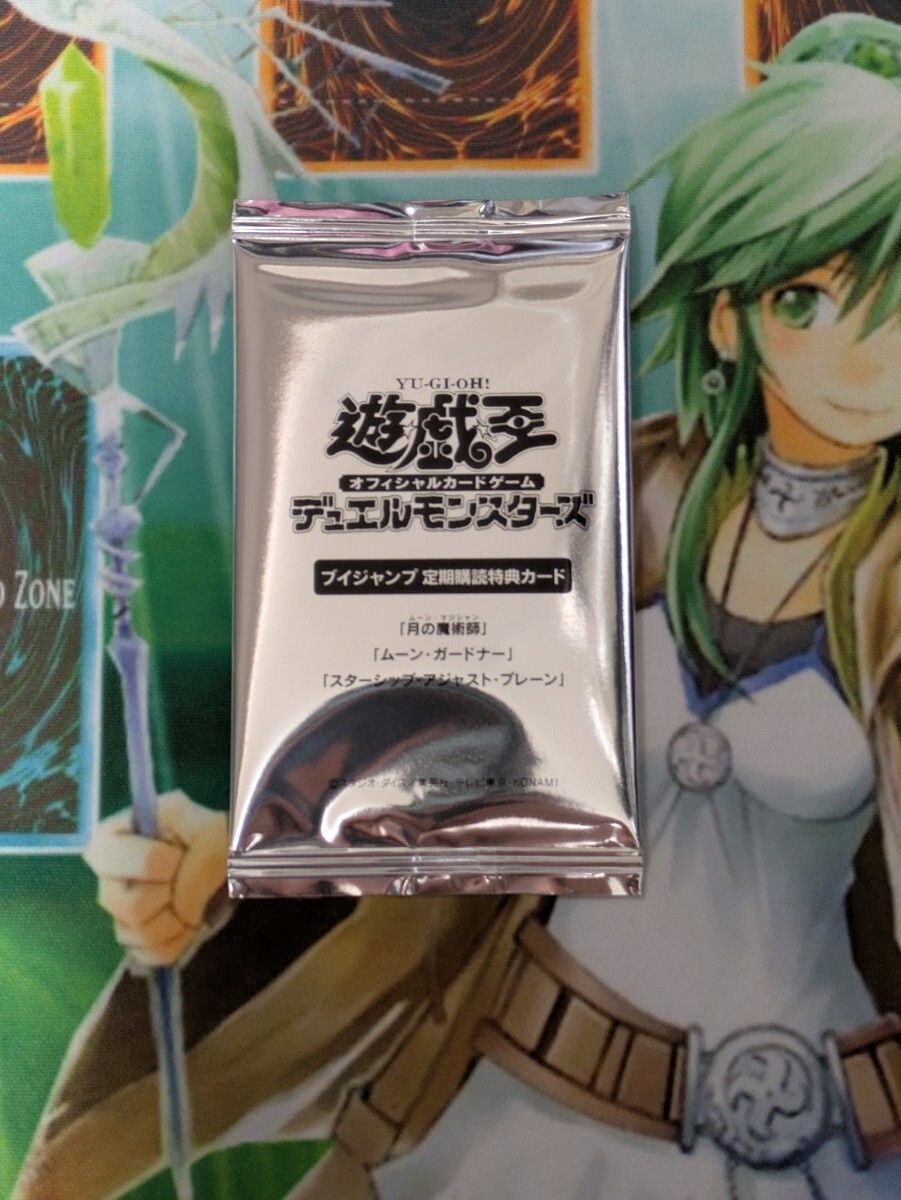 YU-GI-OH!
遊☆戯☆王
オフィシャルカードゲーム
デュエルモンスターズ
ブイジャンプ 定期購読特典カード
ムーン・マジシャン
「月の魔術師」
「ムーン・ガードナー」
「スターシップ・アジャスト・プレーン」
©スタジオ・ダイス/集英社・テレビ東京・KONAMI
ZONE